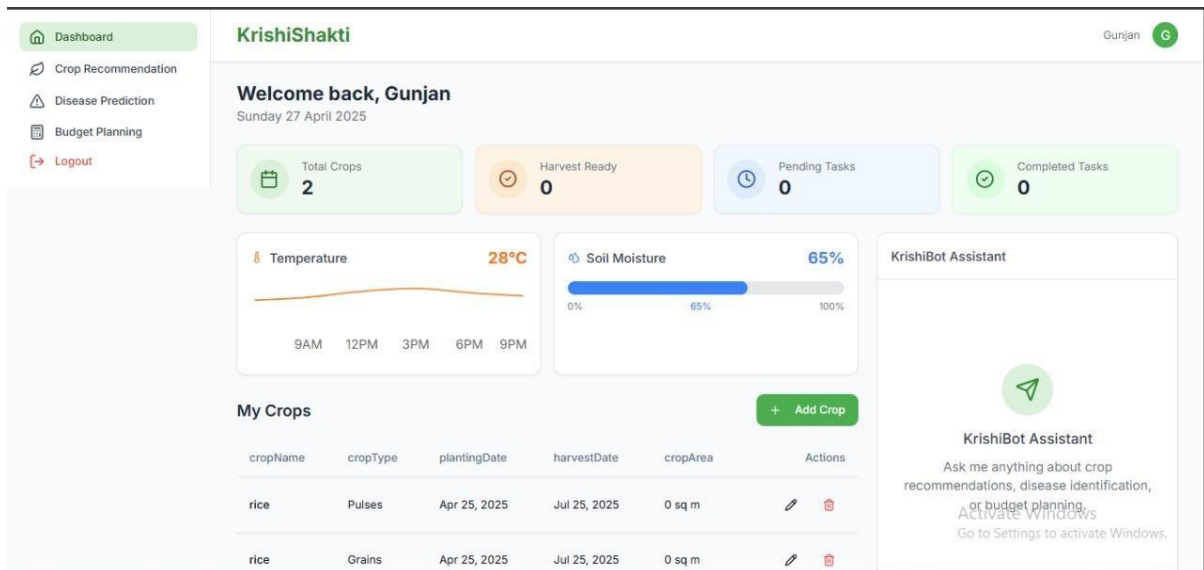 Dashboard
Crop Recommendation
Disease Prediction
Budget Planning
Logout
KrishiShakti
Gunjan G
Welcome back, Gunjan
Sunday 27 April 2025
Total Crops
2
Harvest Ready
0
Pending Tasks
0
Completed Tasks
0
Temperature 28°C
9AM 12PM 3PM 6PM 9PM
Soil Moisture 65%
0% 65% 100%
KrishiBot Assistant
KrishiBot Assistant
Ask me anything about crop
recommendations, disease identification,
or budget planning.
Activate Windows
Go to Settings to activate Windows.
My Crops + Add Crop
cropName cropType plantingDate harvestDate cropArea Actions
rice Pulses Apr 25, 2025 Jul 25, 2025 0 sq m
rice Grains Apr 25, 2025 Jul 25, 2025 0 sq m